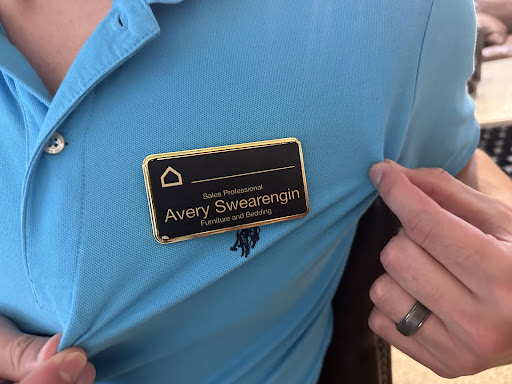 Sales Professional
Avery Swearengin
Furniture and Bedding